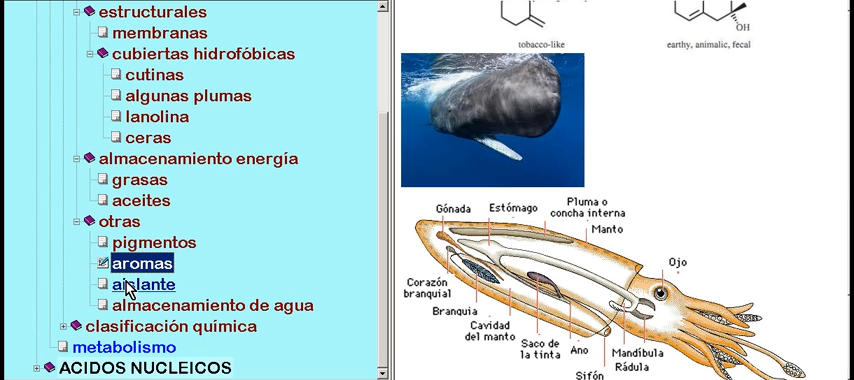 estructurales
membranas
cubiertas hidrofóbicas
cutinas
algunas plumas
lanolina
ceras
almacenamiento energía
grasas
aceites
otras
pigmentos
aromas
aislante
almacenamiento de agua
clasificación química
metabolismo
ACIDOS NUCLEICOS
OH
tobacco-like
earthy, animalic, fecal
Gónada
Estómago
Pluma o
concha interna
Manto
Ojo
Corazón
branquial
Branquia
Cavidad
del manto
Saco de
la tinta
Ano
Sifón
Mandíbula
Rádula